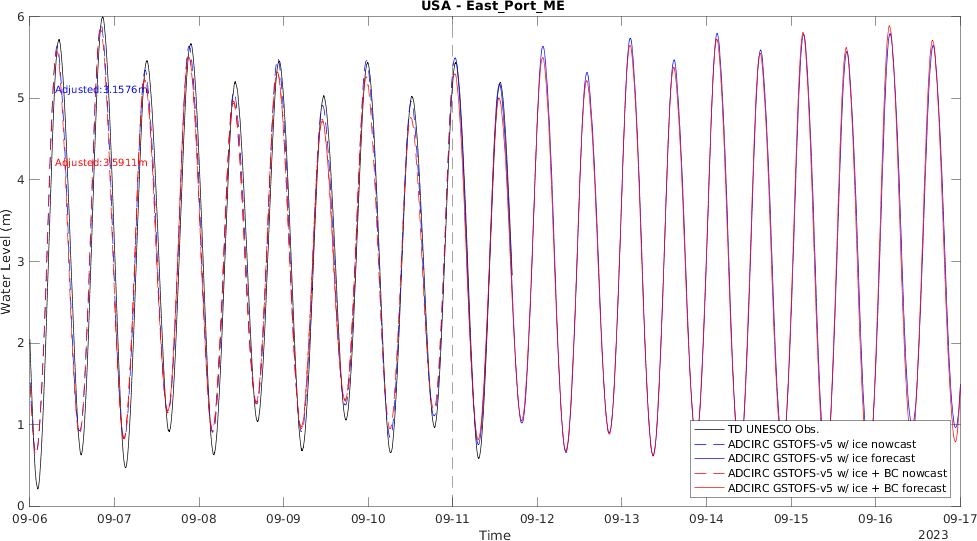 USA - East_Port_ME
6
5
4
3
2
1
0
Water Level (m)
Adjusted:3.1576m
Adjusted:3.5911m
TD UNESCO Obs.
ADCIRC GSTOFS-v5 w/ ice nowcast
ADCIRC GSTOFS-v5 w/ ice forecast
ADCIRC GSTOFS-v5 w/ ice + BC nowcast
ADCIRC GSTOFS-v5 w/ ice + BC forecast
09-06 09-07 09-08 09-09 09-10 09-11 09-12 09-13 09-14 09-15 09-16 09-17
Time
2023